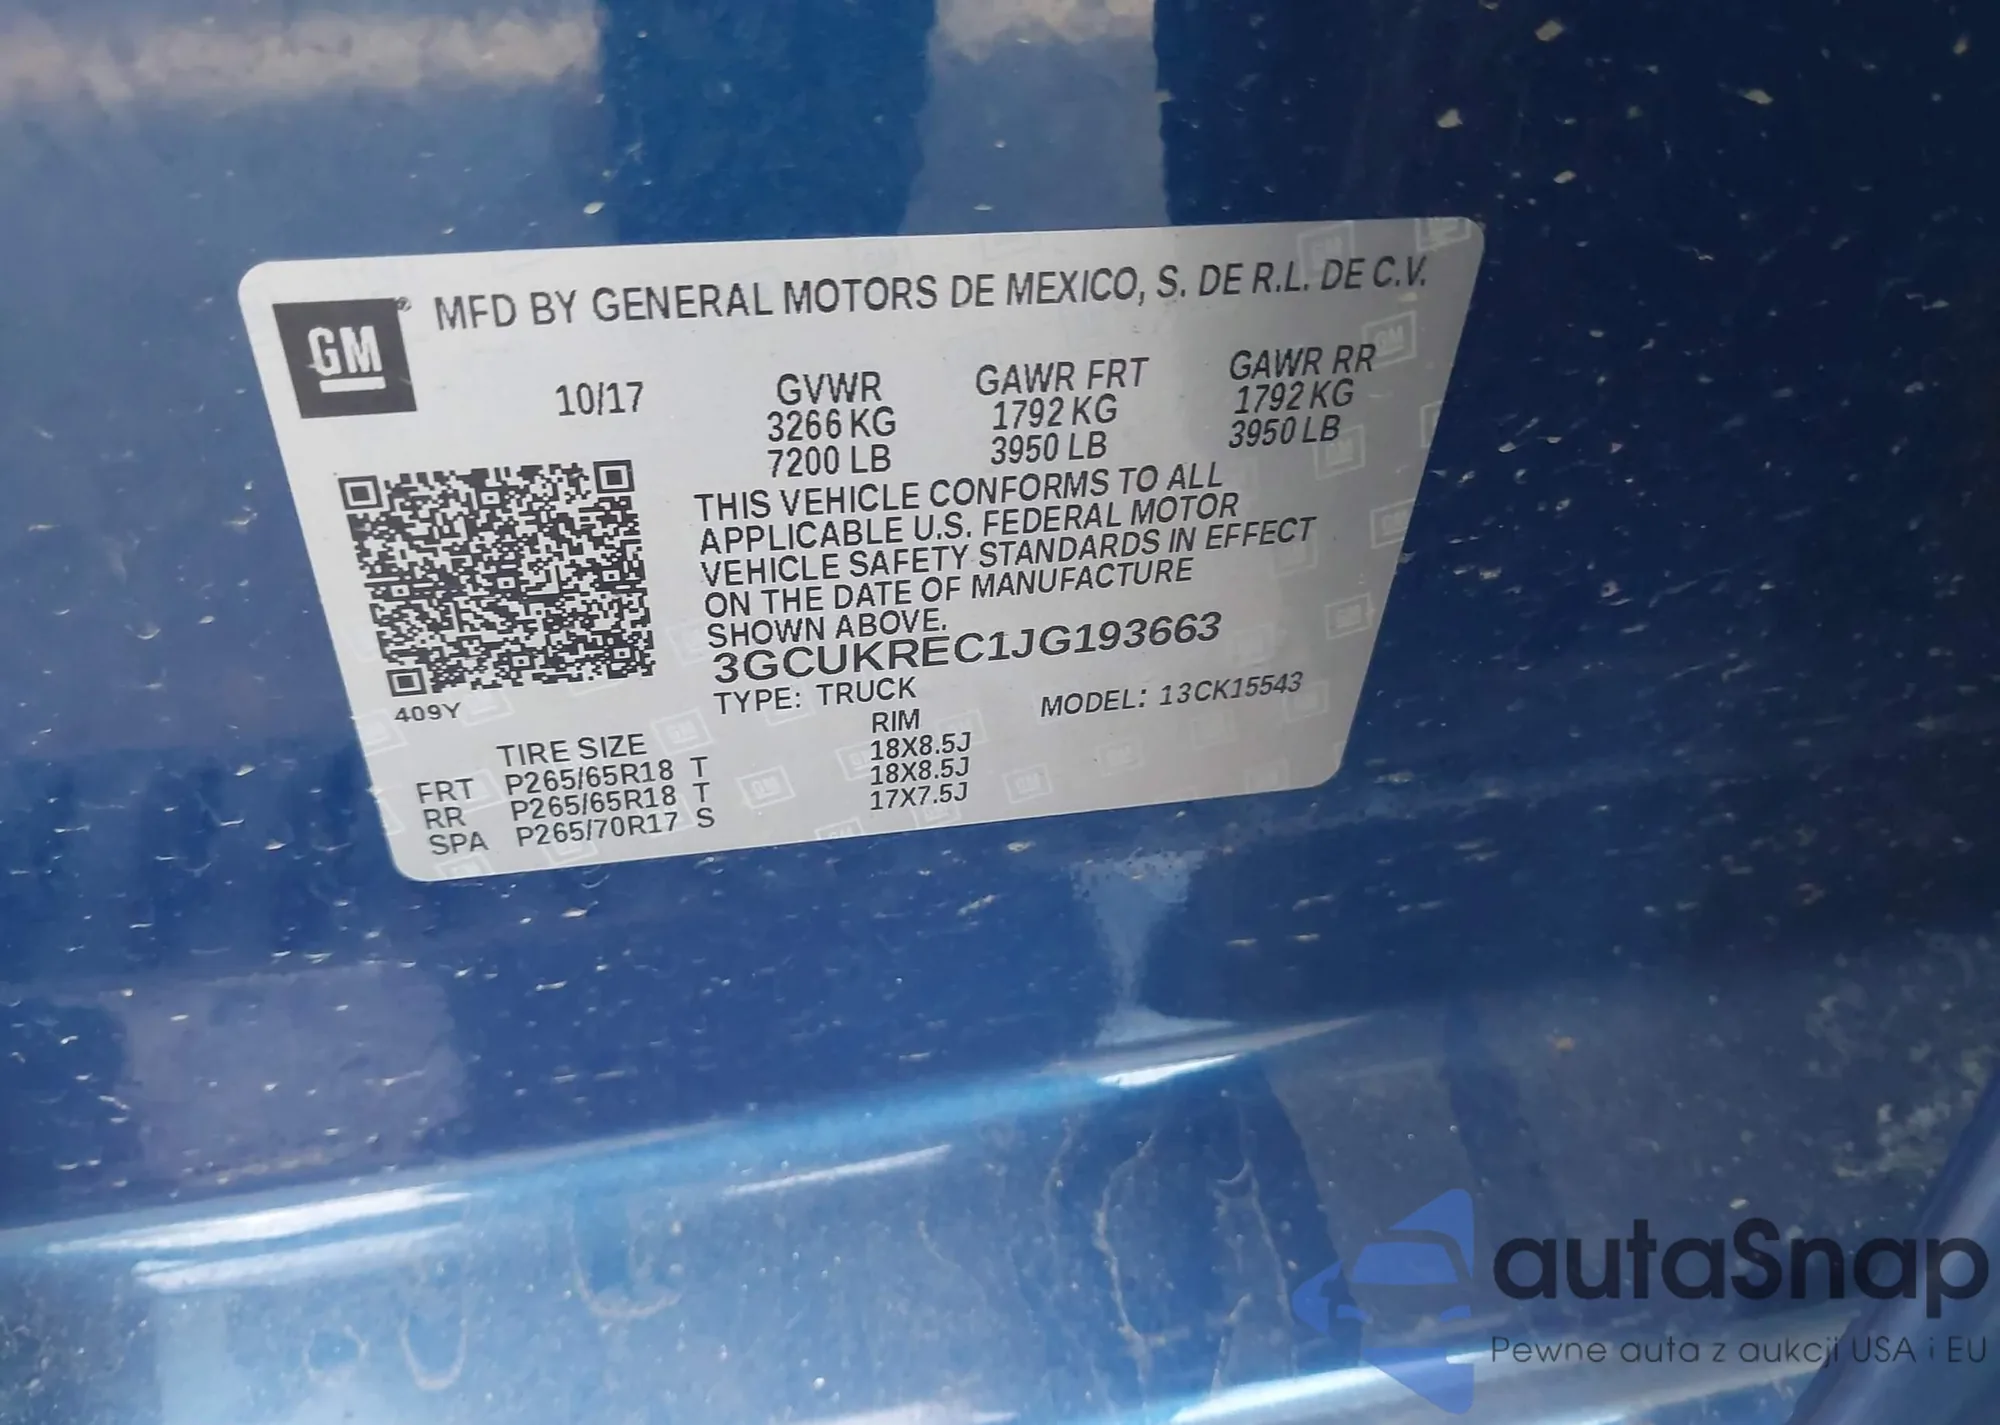 GM
MFD BY GENERAL MOTORS DE MEXICO, S. DE R.L. DE C.V.
10/17 GVWR GAWR FRT GAWR RR
3266 KG 1792 KG 1792 KG
7200 LB 3950 LB 3950 LB
THIS VEHICLE CONFORMS TO ALL
APPLICABLE U.S. FEDERAL MOTOR
VEHICLE SAFETY STANDARDS IN EFFECT
ON THE DATE OF MANUFACTURE
SHOWN ABOVE.
3GCUKREC1JG193663
TYPE: TRUCK MODEL: 13CK15543
409Y
TIRE SIZE RIM
FRT P265/65R18 T 18X8.5J
RR P265/65R18 T 18X8.5J
SPA P265/70R17 S 17X7.5J
autaSnap
Pewne auta z aukcji USA i EU